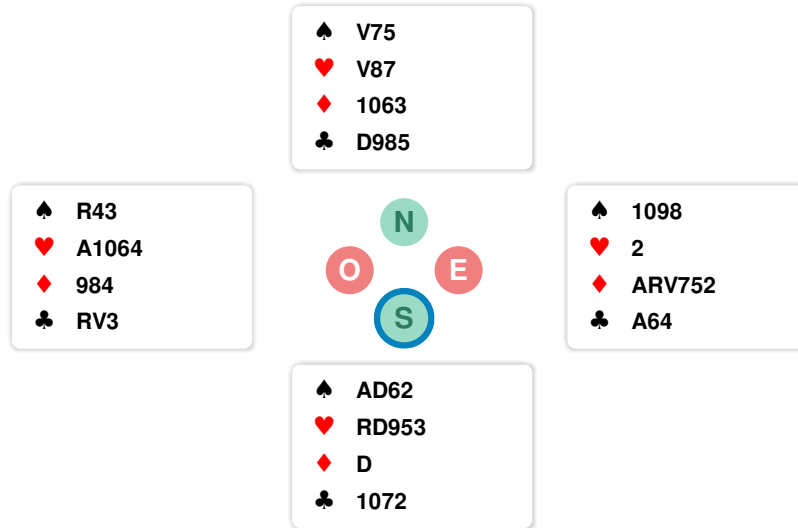 ♠ V75
♥ V87
♦ 1063
♣ D985
♠ R43
♥ A1064
♦ 984
♣ RV3
N
O E
S
♠ 1098
♥ 2
♦ ARV752
♣ A64
♠ AD62
♥ RD953
♦ D
♣ 1072